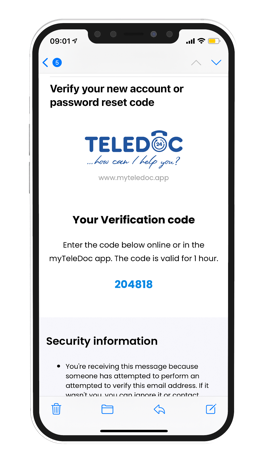 09:01
5
Verify your new account or
password reset code
TELEDOC
24
...how can I help you?
www.myteledoc.app
Your Verification code
Enter the code below online or in the
myTeleDoc app. The code is valid for 1 hour.
204818
Security information
• You're receiving this message because
someone has attempted to perform an
attempted to verify this email address. If it
wasn't you, you can ignore it or contact